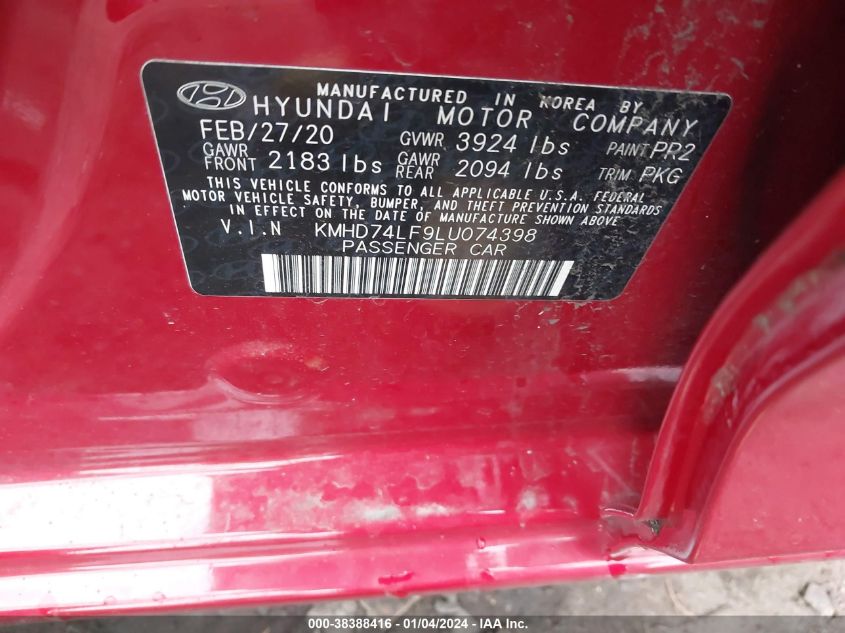 MANUFACTURED IN KOREA BY
HYUNDAI MOTOR COMPANY
FEB/27/20 GVWR 3924 lbs PAINT PR2
GAWR FRONT 2183 lbs GAWR REAR 2094 lbs TRIM PKG
THIS VEHICLE CONFORMS TO ALL APPLICABLE U.S.A. FEDERAL
MOTOR VEHICLE SAFETY, BUMPER, AND THEFT PREVENTION STANDARDS
IN EFFECT ON THE DATE OF MANUFACTURE SHOWN ABOVE
V.I.N KMHD74LF9LU074398
PASSENGER CAR
000-38388416 - 01/04/2024 - IAA Inc.